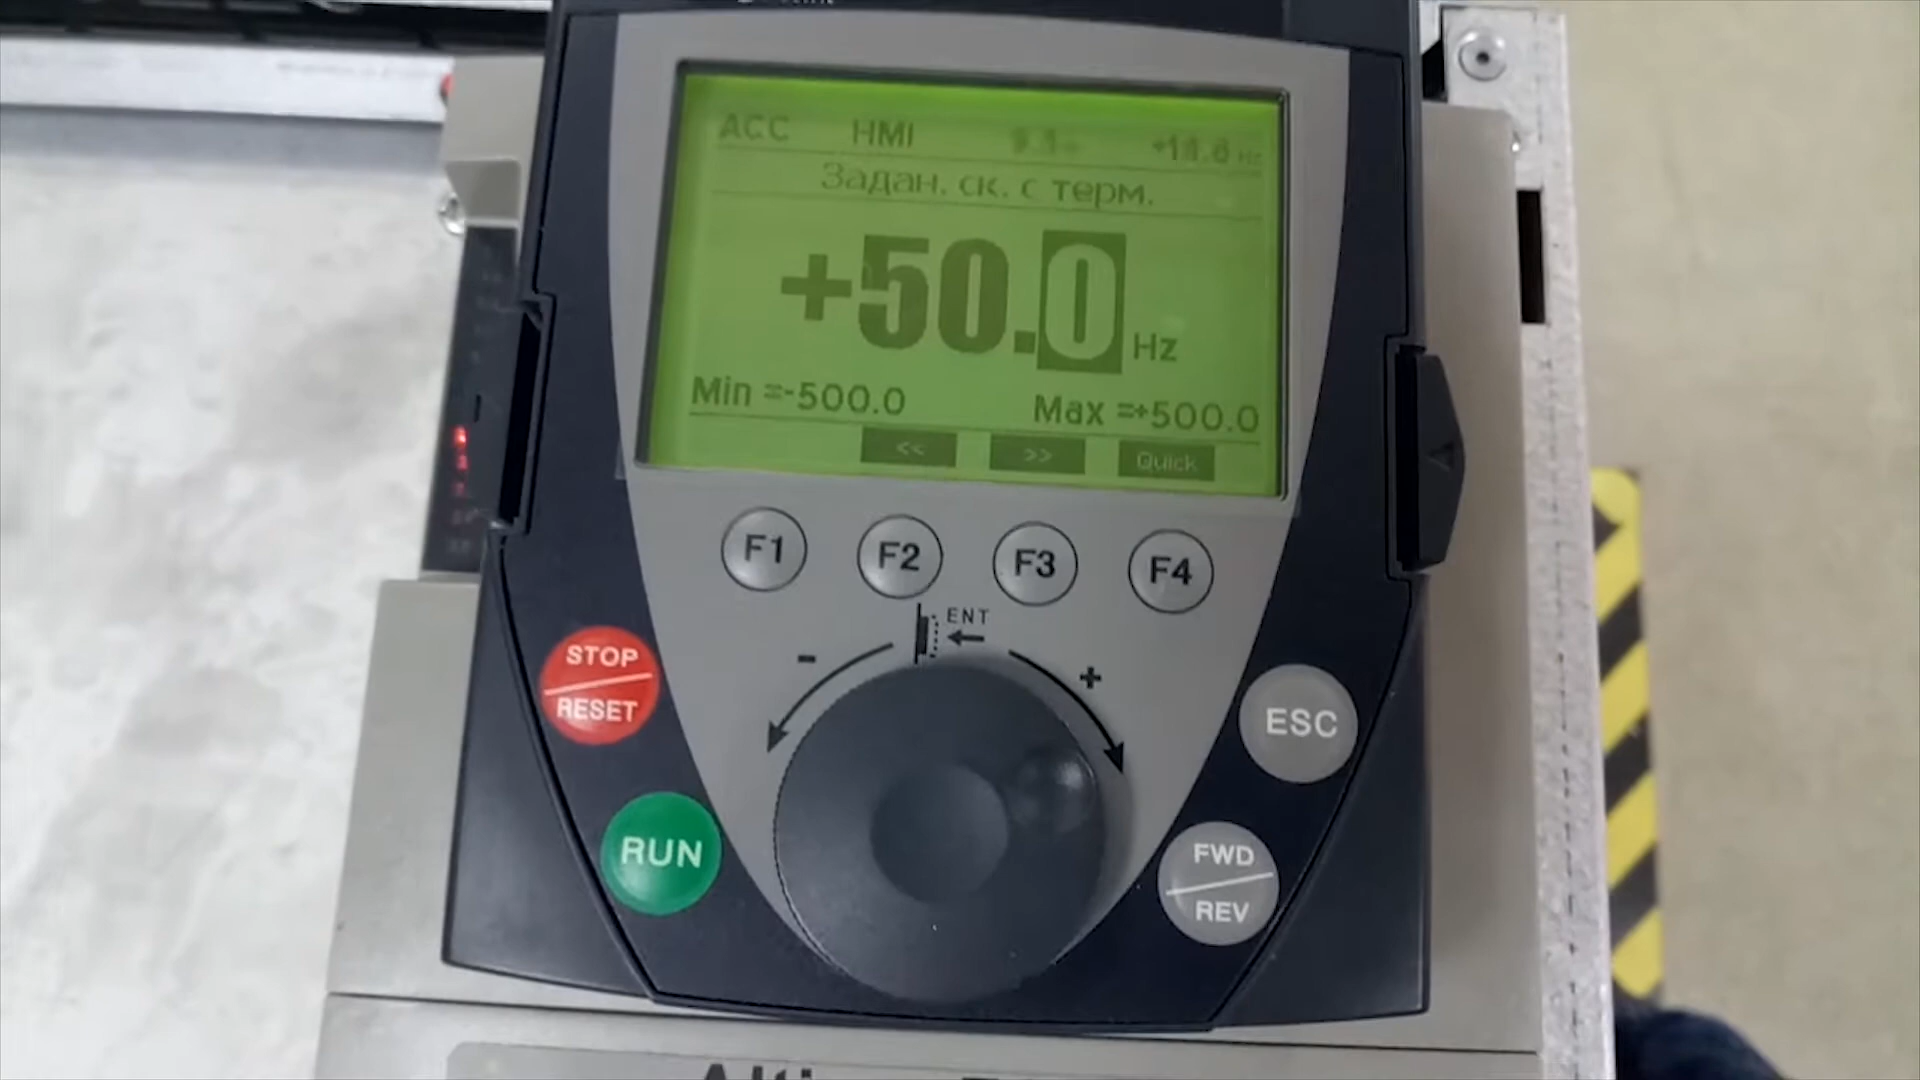 ACC HMI
Задан. ск. с терм.
+50.0 Hz
Min =-500.0 Max =+500.0
<< >> Quick
F1 F2 F3 F4
ENT
- +
STOP
RESET
ESC
RUN
FWD
REV